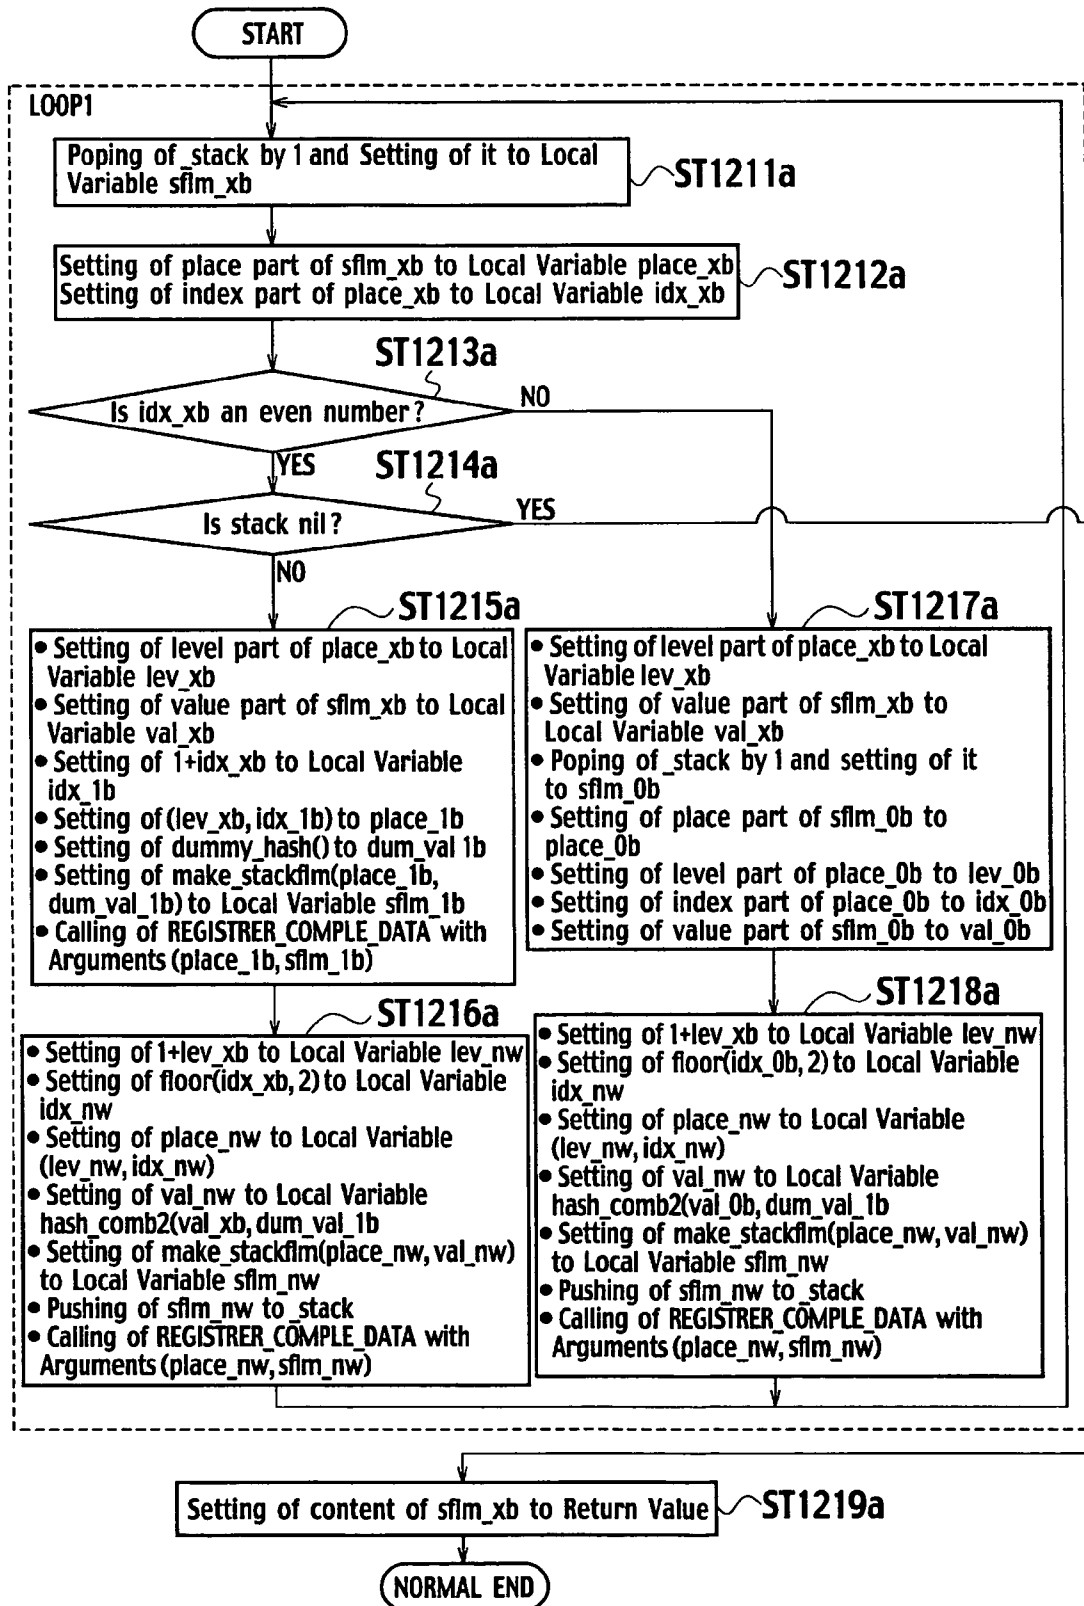 START
LOOP1
Poping of_stack by 1 and Setting of it to Local
Variable sflm_xb
ST1211a
Setting of place part of sflm_xb to Local Variable place_xb
Setting of index part of place_xb to Local Variable idx_xb
ST1212a
ST1213a
Is idx_xb an even number?
NO
YES
ST1214a
Is stack nil?
YES
NO
ST1215a
• Setting of level part of place_xb to Local
Variable lev_xb
• Setting of value part of sflm_xb to Local
Variable val_xb
• Setting of 1+idx_xb to Local Variable
idx_1b
• Setting of (lev_xb, idx_1b) to place_1b
• Setting of dummy_hash() to dum_val 1b
• Setting of make_stackflm(place_1b,
dum_val_1b) to Local Variable sflm_1b
• Calling of REGISTRER_COMPLE_DATA with
Arguments (place_1b, sflm_1b)
ST1217a
• Setting of level part of place_xb to Local
Variable lev_xb
• Setting of value part of sflm_xb to
Local Variable val_xb
• Poping of_stack by 1 and setting of it
to sflm_0b
• Setting of place part of sflm_0b to
place_0b
• Setting of level part of place_0b to lev_0b
• Setting of index part of place_0b to idx_0b
• Setting of value part of sflm_0b to val_0b
ST1216a
• Setting of 1+lev_xb to Local Variable lev_nw
• Setting of floor(idx_xb, 2) to Local Variable
idx_nw
• Setting of place_nw to Local Variable
(lev_nw, idx_nw)
• Setting of val_nw to Local Variable
hash_comb2(val_xb, dum_val_1b
• Setting of make_stackflm(place_nw, val_nw)
to Local Variable sflm_nw
• Pushing of sflm_nw to_stack
• Calling of REGISTRER_COMPLE_DATA with
Arguments (place_nw, sflm_nw)
ST1218a
• Setting of 1+lev_xb to Local Variable lev_nw
• Setting of floor(idx_0b, 2) to Local Variable
idx_nw
• Setting of place_nw to Local Variable
(lev_nw, idx_nw)
• Setting of val_nw to Local Variable
hash_comb2(val_0b, dum_val_1b
• Setting of make_stackflm(place_nw, val_nw)
to Local Variable sflm_nw
• Pushing of sflm_nw to_stack
• Calling of REGISTRER_COMPLE_DATA with
Arguments (place_nw, sflm_nw)
Setting of content of sflm_xb to Return Value
ST1219a
NORMAL END